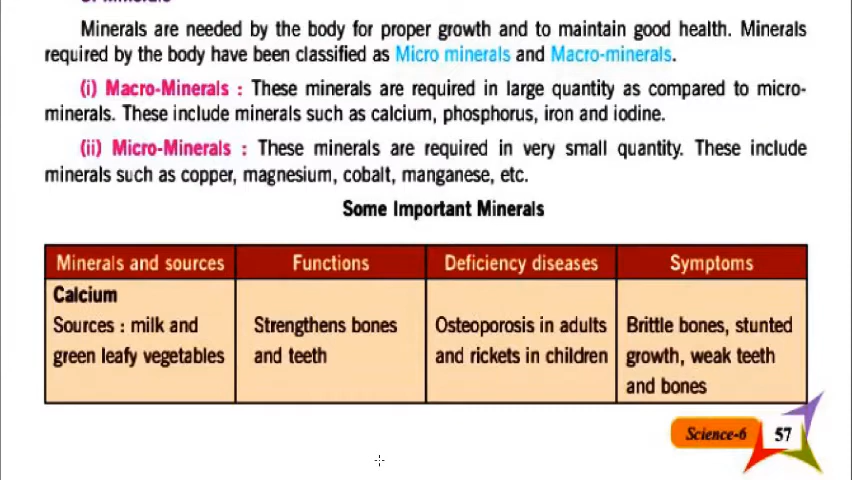 Minerals are needed by the body for proper growth and to maintain good health. Minerals
required by the body have been classified as Micro minerals and Macro-minerals.
(i) Macro-Minerals : These minerals are required in large quantity as compared to micro-
minerals. These include minerals such as calcium, phosphorus, iron and iodine.
(ii) Micro-Minerals : These minerals are required in very small quantity. These include
minerals such as copper, magnesium, cobalt, manganese, etc.
Some Important Minerals
Minerals and sources Functions Deficiency diseases Symptoms
Calcium
Sources : milk and Strengthens bones Osteoporosis in adults Brittle bones, stunted
green leafy vegetables and teeth and rickets in children growth, weak teeth
and bones
Science-6 57